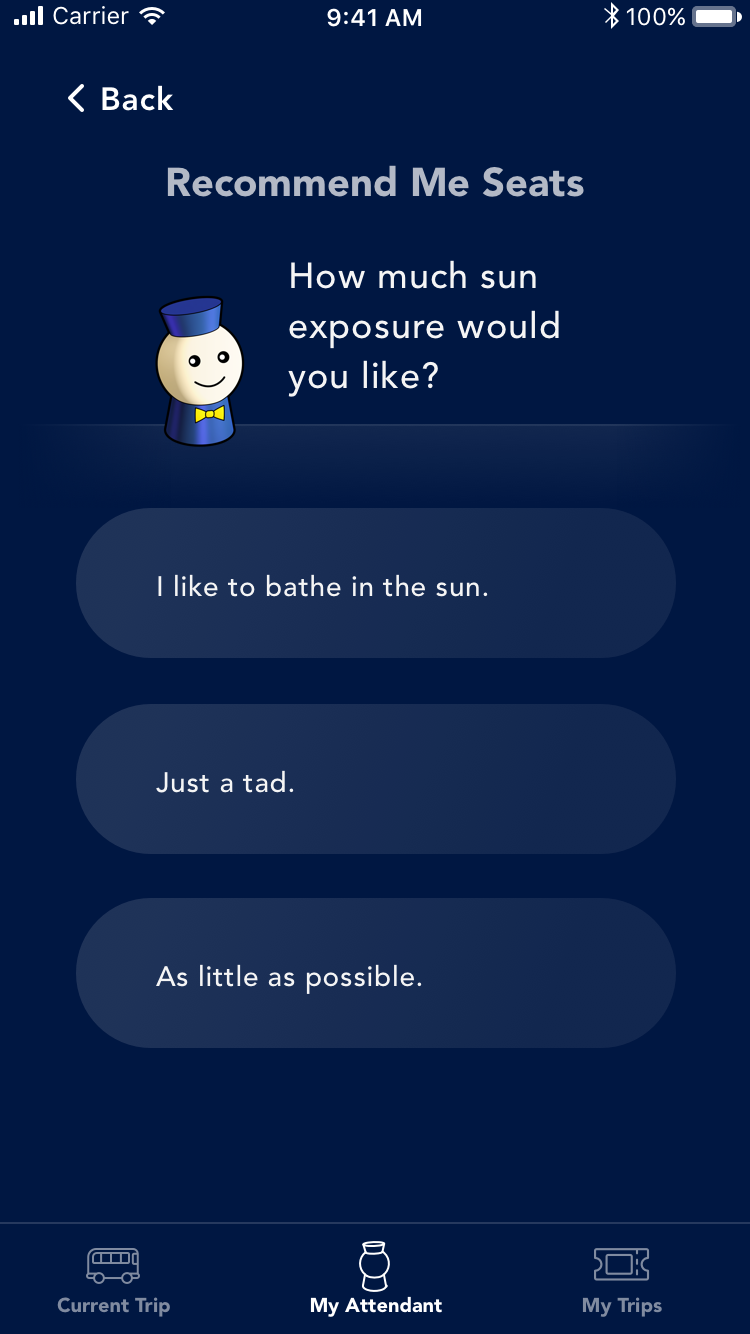 Carrier 9:41 AM 100%
Back
Recommend Me Seats
How much sun
exposure would
you like?
I like to bathe in the sun.
Just a tad.
As little as possible.
Current Trip My Attendant My Trips